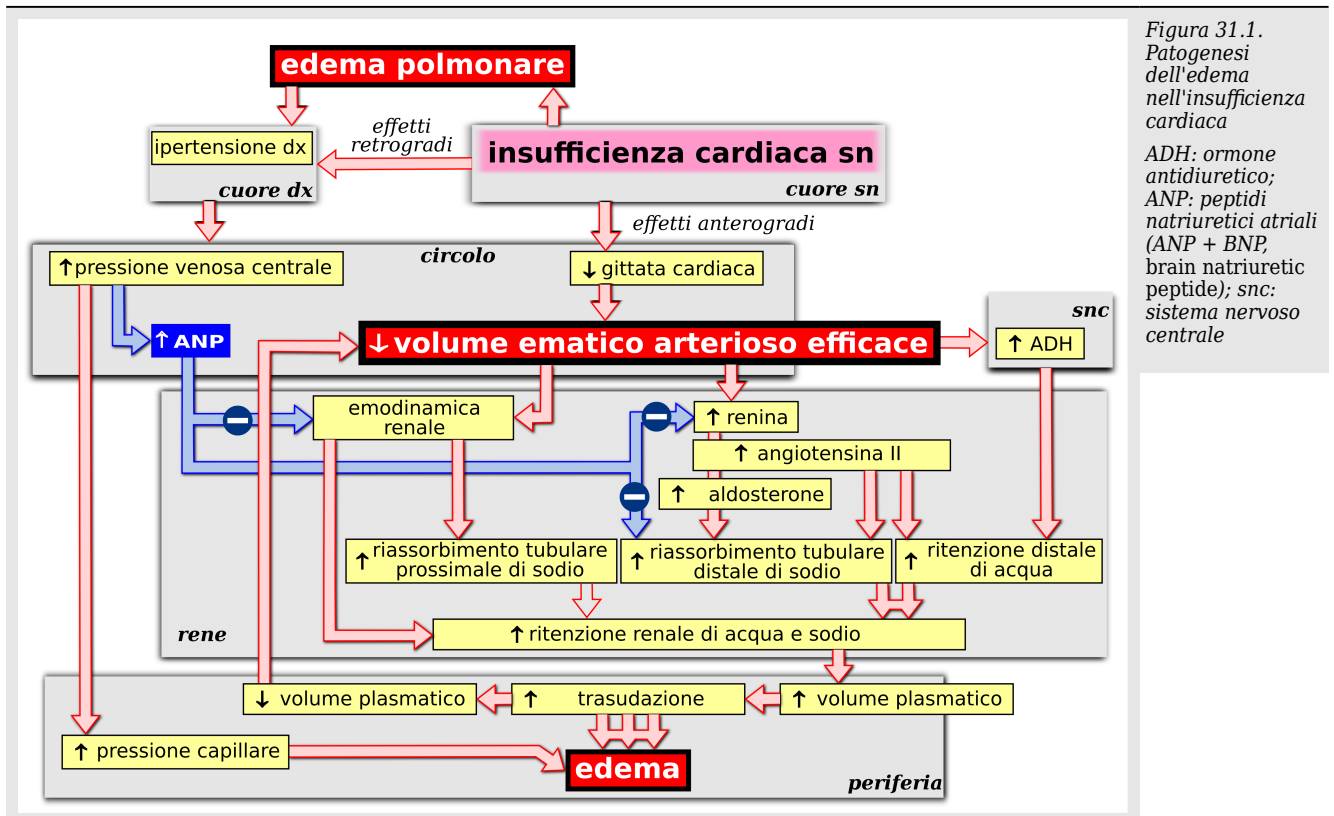 edema polmonare
effetti
retrogradi
ipertensione dx
cuore dx
insufficienza cardiaca sn
cuore sn
effetti anterogradi
circolo
↑pressione venosa centrale
↓ gittata cardiaca
snc
↑ ANP
↓ volume ematico arterioso efficace
↑ ADH
emodinamica
renale
↑ renina
↑ angiotensina II
↑ aldosterone
↑ riassorbimento tubulare
prossimale di sodio
↑ riassorbimento tubulare
distale di sodio
↑ ritenzione distale
di acqua
rene
↑ ritenzione renale di acqua e sodio
↓ volume plasmatico
↑ trasudazione
↑ volume plasmatico
↑ pressione capillare
edema
periferia
Figura 31.1.
Patogenesi
dell'edema
nell'insufficienza
cardiaca
ADH: ormone
antidiuretico;
ANP: peptidi
natriuretici atriali
(ANP + BNP,
brain natriuretic
peptide); snc:
sistema nervoso
centrale